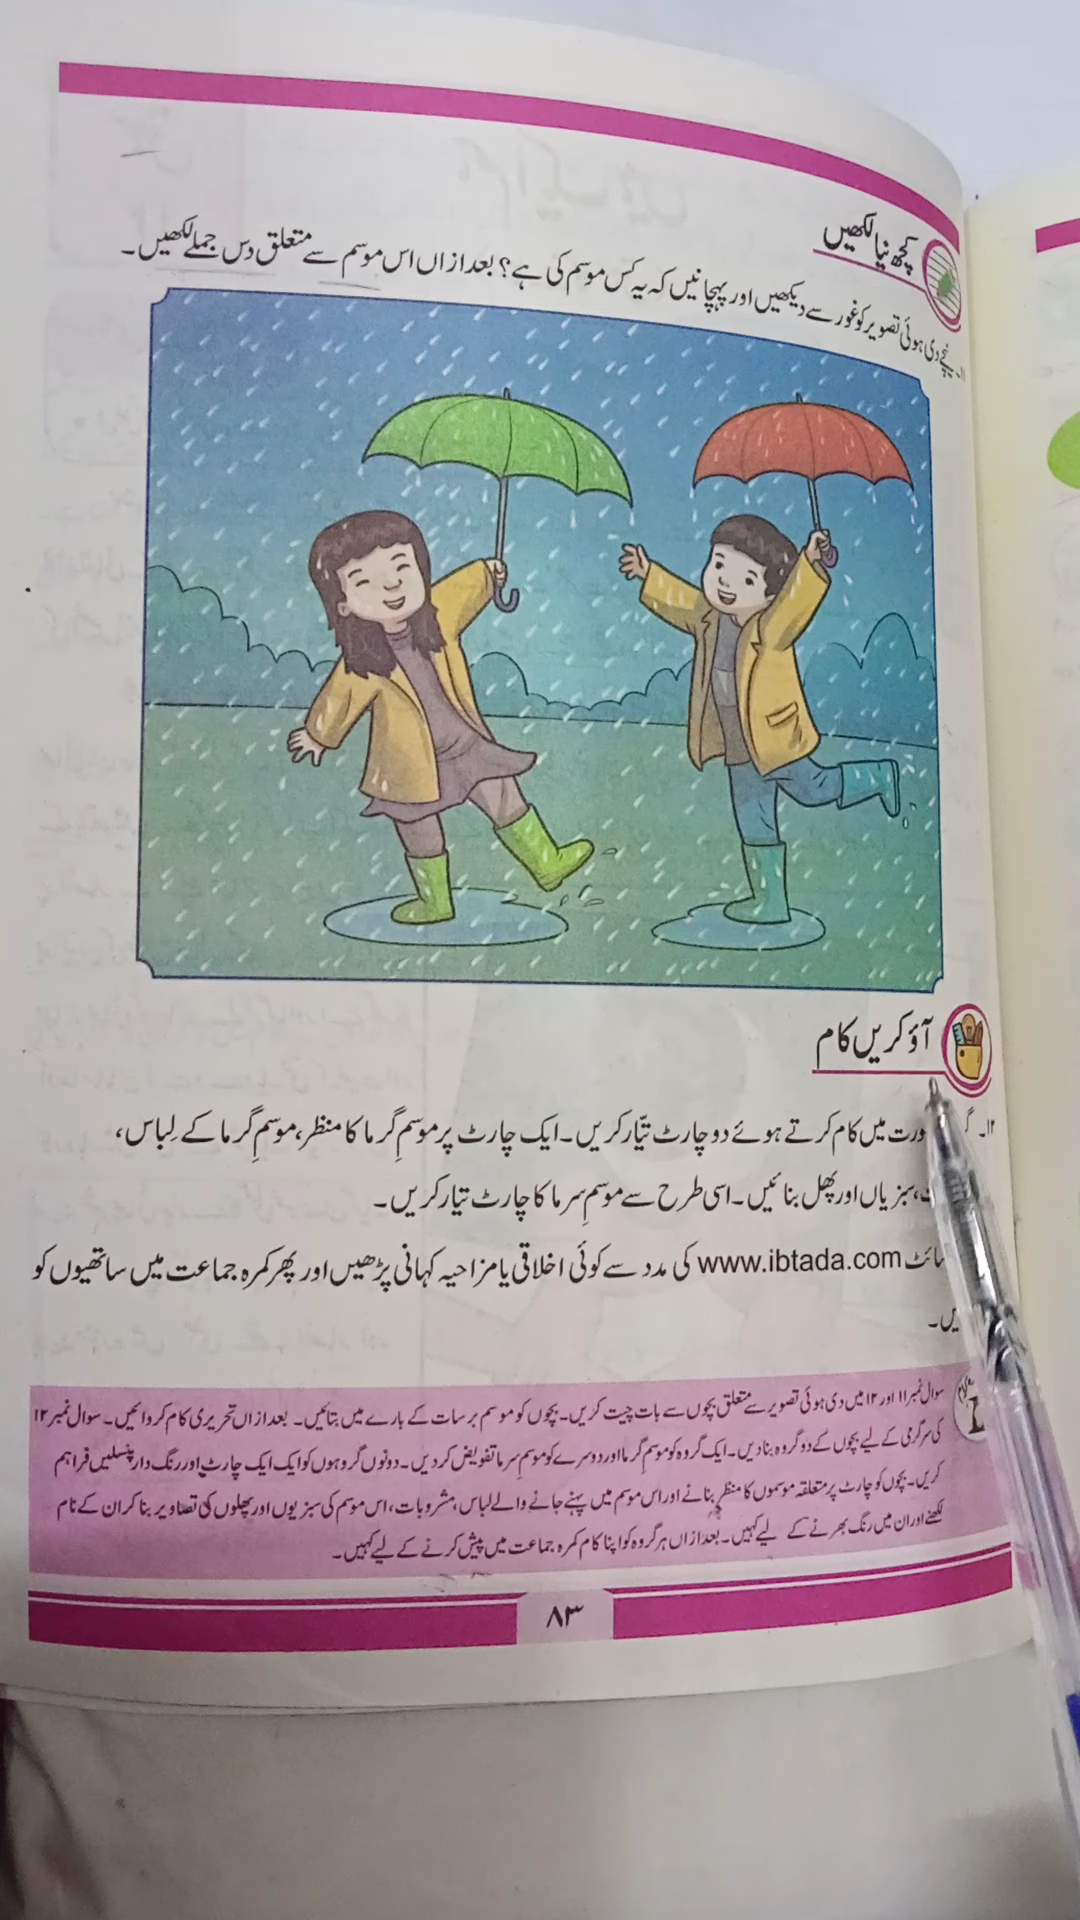 کچھ نیا لکھیں
۱۱۔ نیچے دی ہوئی تصویر کو غور سے دیکھیں اور پہچانیں کہ یہ کس موسم کی ہے؟ بعد ازاں اس موسم سے متعلق دس جملے لکھیں۔
آؤ کریں کام
۱۲۔ میں کام کرتے ہوئے دو چارٹ تیّار کریں۔ ایک چارٹ پر موسمِ گرما کا منظر، موسمِ گرما کے لِباس،
سبزیاں اور پھل بنائیں۔ اسی طرح سے موسمِ سرما کا چارٹ تیار کریں۔
www.ibtada.com کی مدد سے کوئی اخلاقی یا مزاحیہ کہانی پڑھیں اور پھر کمرہ جماعت میں ساتھیوں کو
سوال نمبر ۱۱ اور ۱۲ میں دی ہوئی تصویر سے متعلق بچوں سے بات چیت کریں۔ بچوں کو موسم برسات کے بارے میں بتائیں۔ بعد ازاں تحریری کام کروائیں۔ سوال نمبر ۱۲
کی سرگرمی کے لیے بچوں کے دو گروہ بنا دیں۔ ایک گروہ کو موسمِ گرما اور دوسرے کو موسمِ سرما تفویض کر دیں۔ دونوں گروہوں کو ایک ایک چارٹ اور رنگ دار پنسلیں فراہم
کریں۔ بچوں کو چارٹ پر متعلقہ موسموں کا منظر بنانے اور اس موسم میں پہنے جانے والے لباس، مشروبات، اس موسم کی سبزیوں اور پھلوں کی تصاویر بنا کر ان کے نام
لکھنے اور ان میں رنگ بھرنے کے لیے کہیں۔ بعد ازاں ہر گروہ کو اپنا کام کمرہ جماعت میں پیش کرنے کے لیے کہیں۔
۸۳